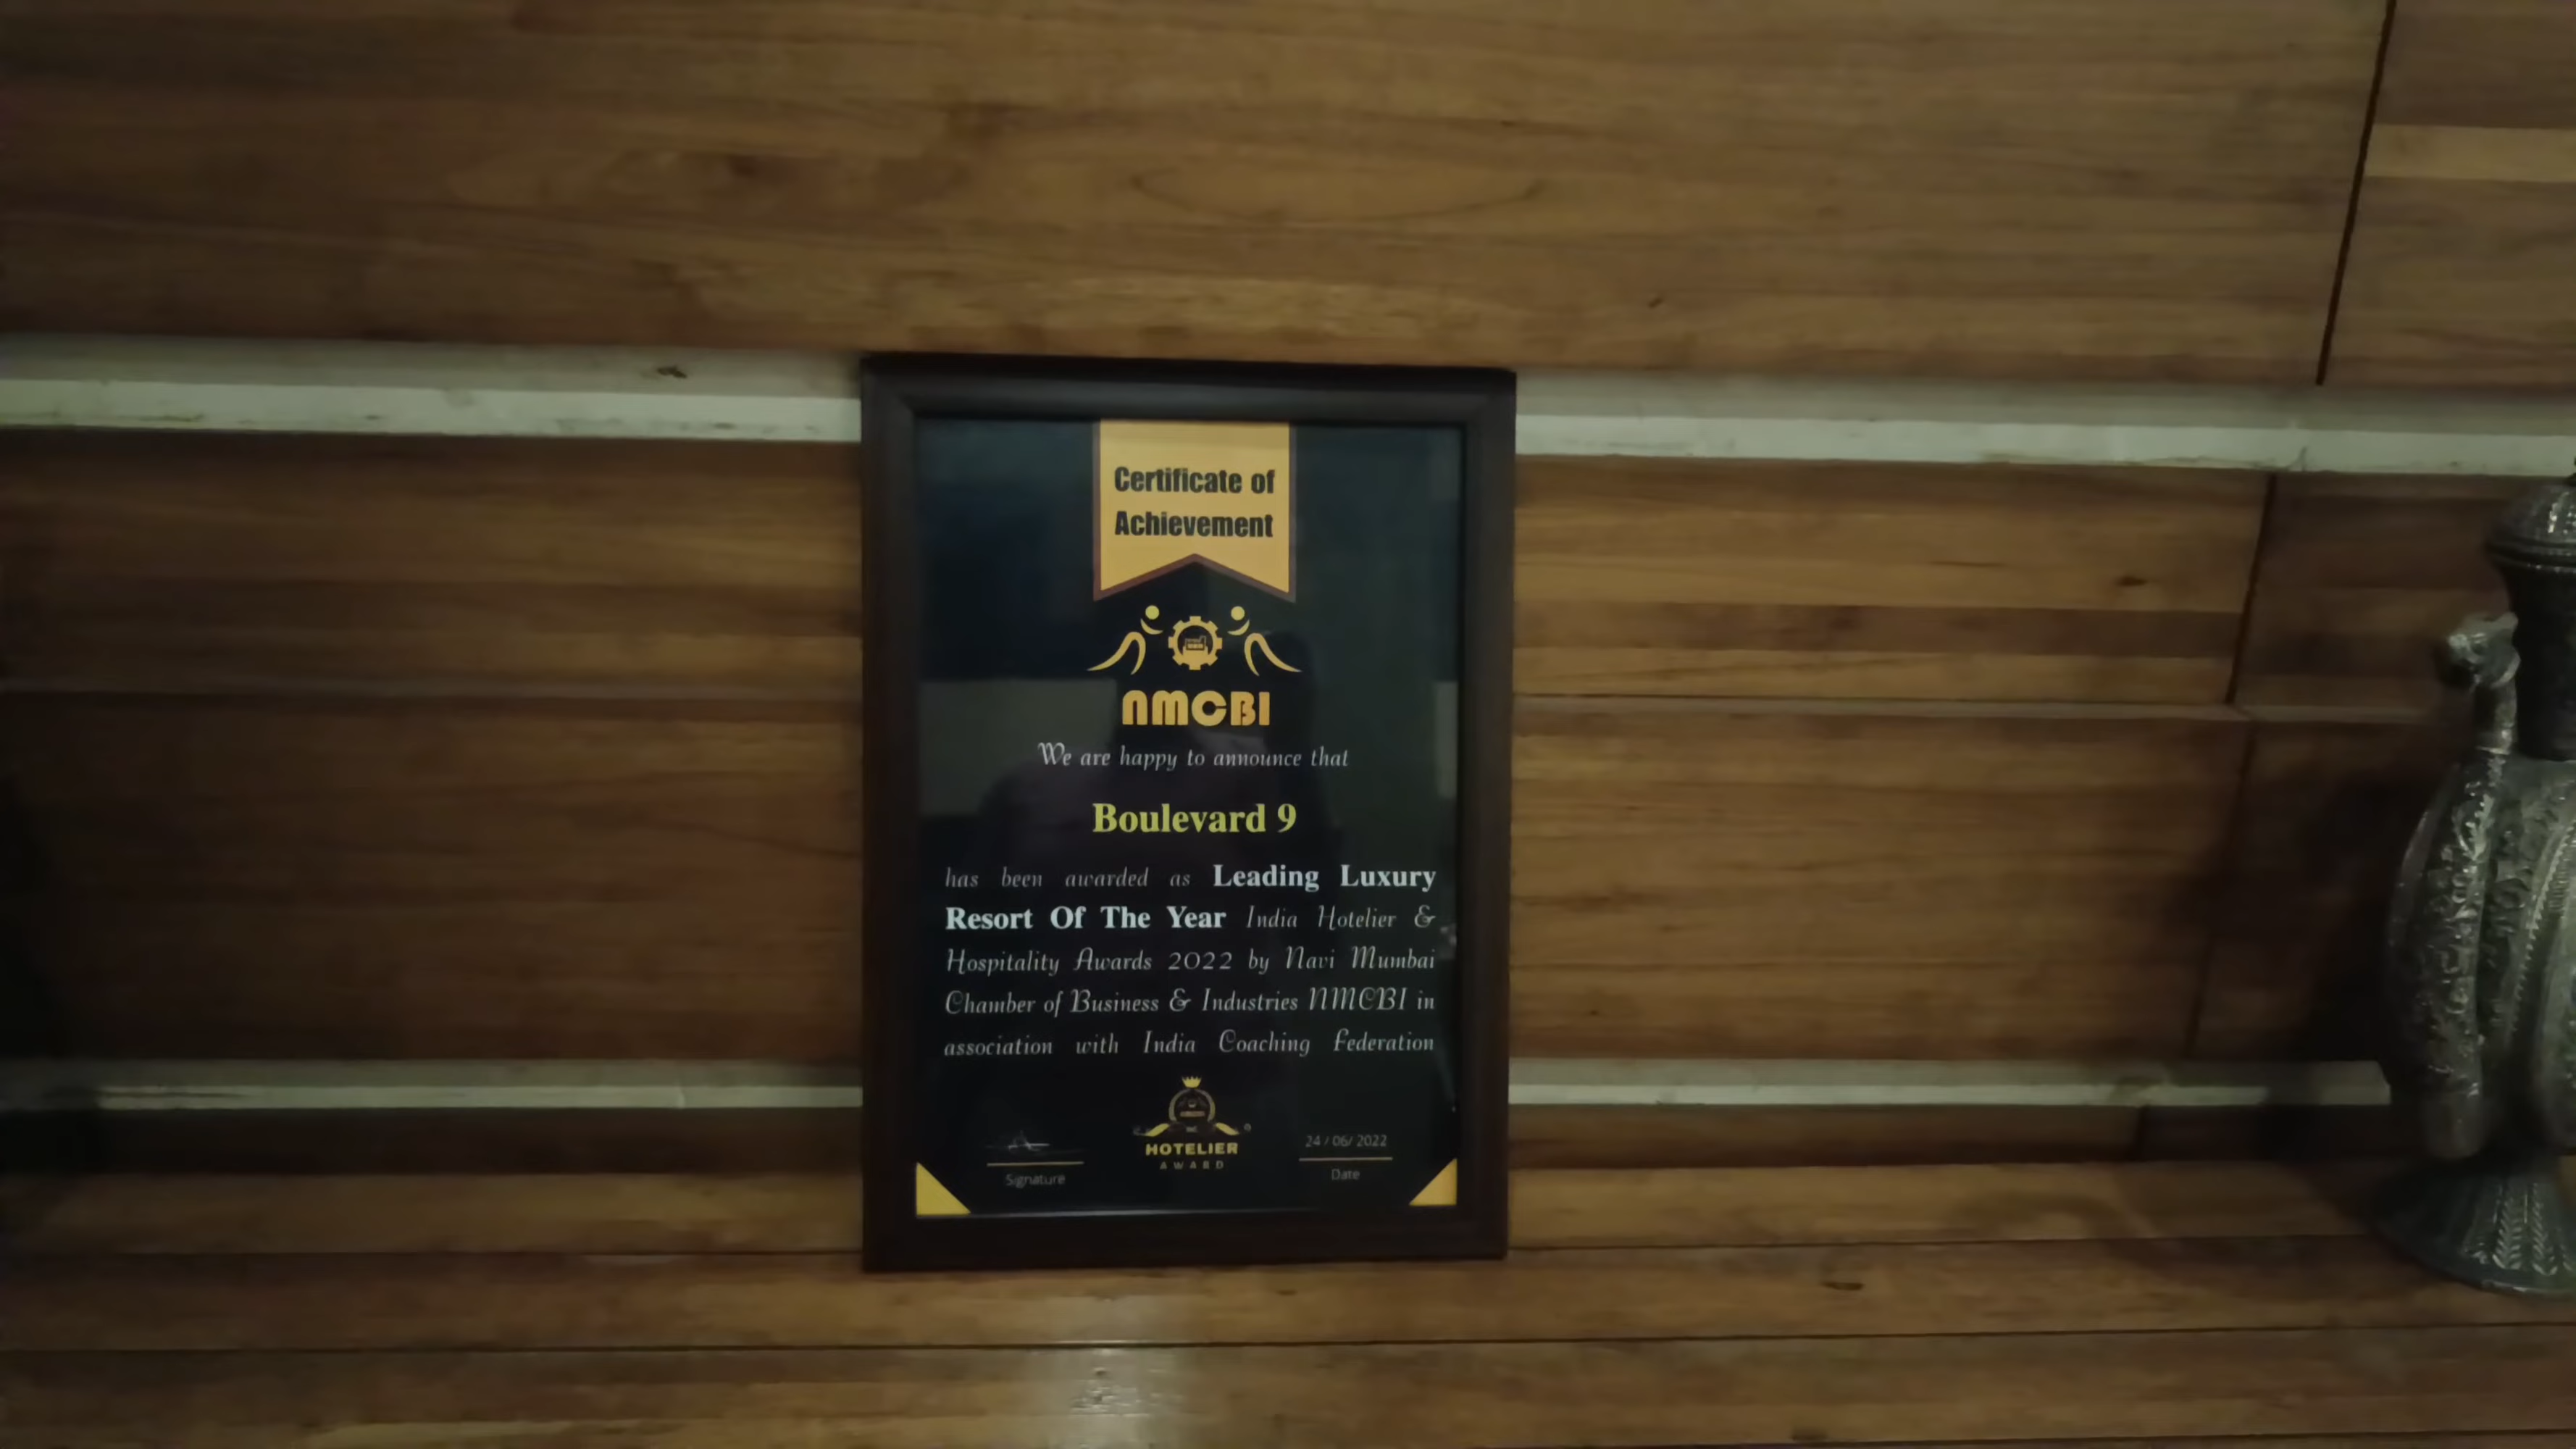 Certificate of
Achievement
NMCBI
We are happy to announce that
Boulevard 9
has been awarded as Leading Luxury
Resort Of The Year India Hotelier &
Hospitality Awards 2022 by Navi Mumbai
Chamber of Business & Industries NMCBI in
association with India Coaching Federation
HOTELIER
AWARD
Signature
24 / 06/ 2022
Date